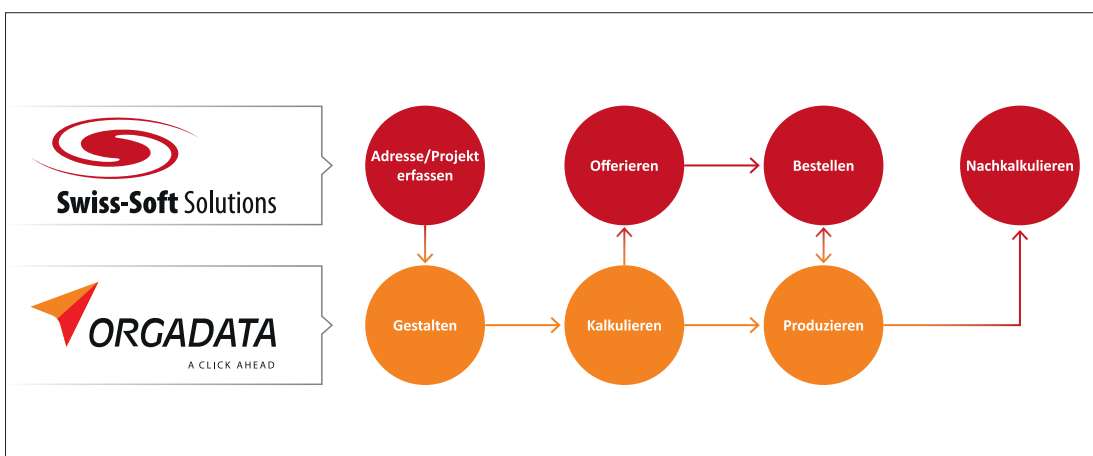 Swiss-Soft Solutions
Adresse/Projekt
erfassen
Offerieren
Bestellen
Nachkalkulieren
ORGADATA
A CLICK AHEAD
Gestalten
Kalkulieren
Produzieren